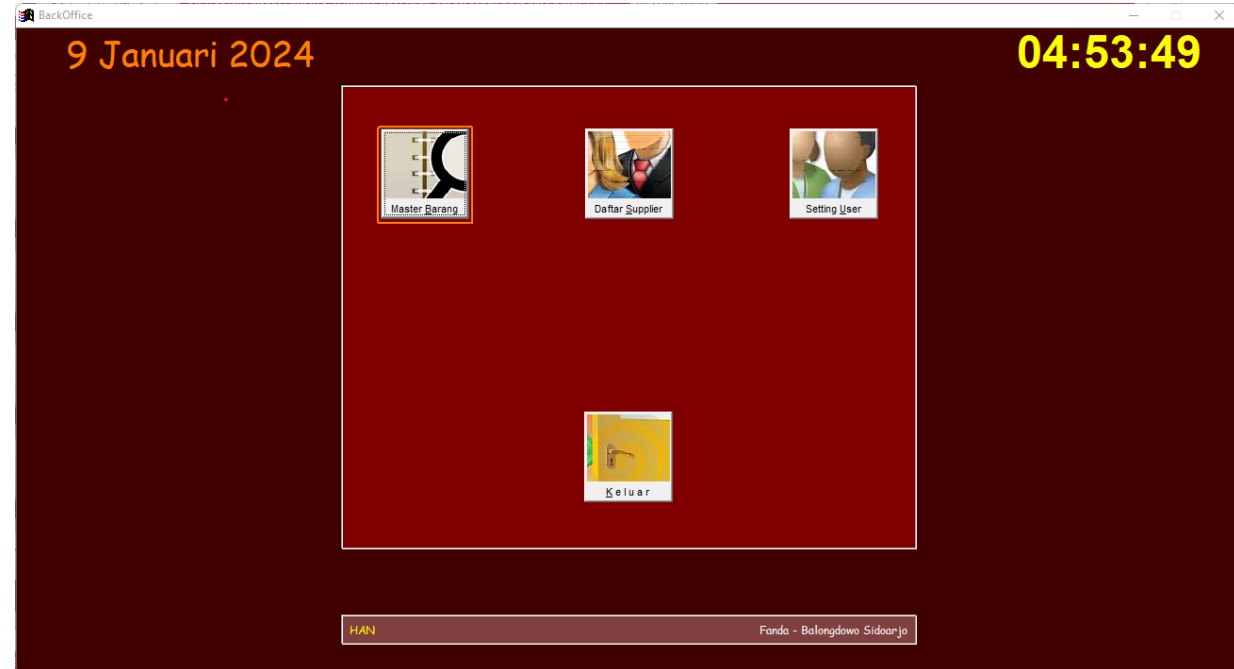 BackOffice
9 Januari 2024
04:53:49
Master Barang
Daftar Supplier
Setting User
Keluar
HAN
Fanda - Balongdowo Sidoarjo